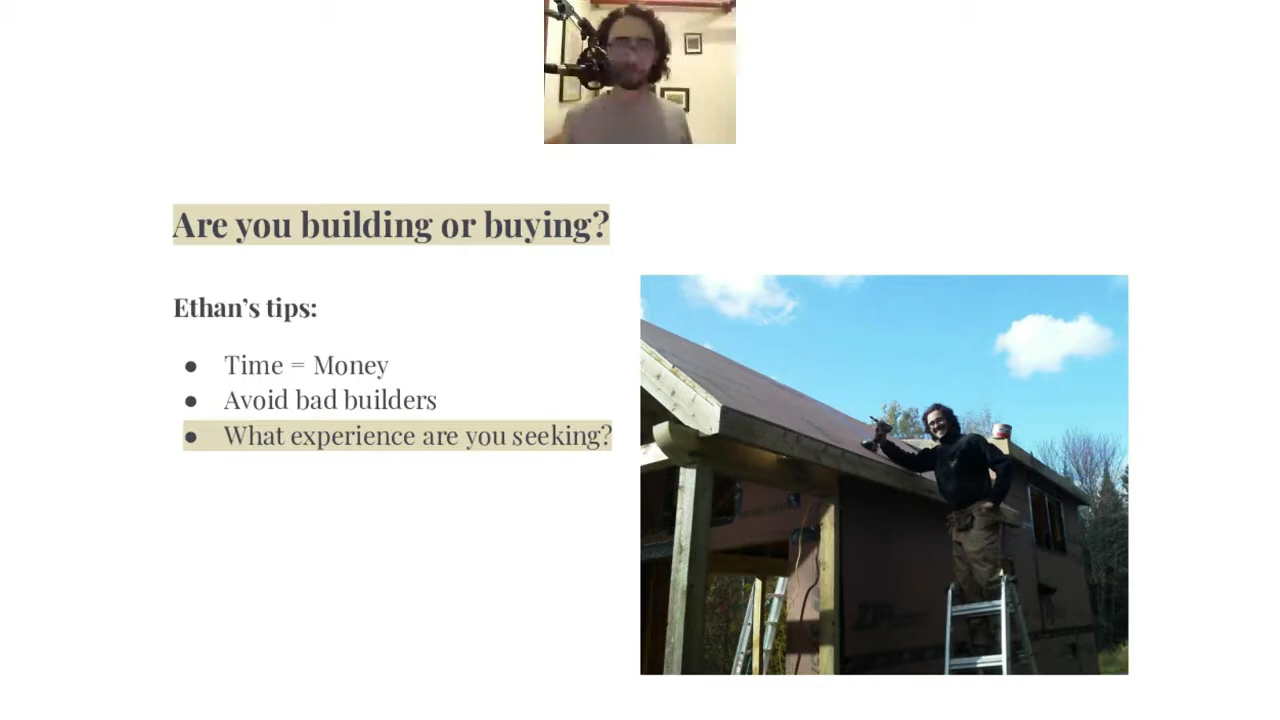 Are you building or buying?
Ethan's tips:
● Time = Money
● Avoid bad builders
● What experience are you seeking?